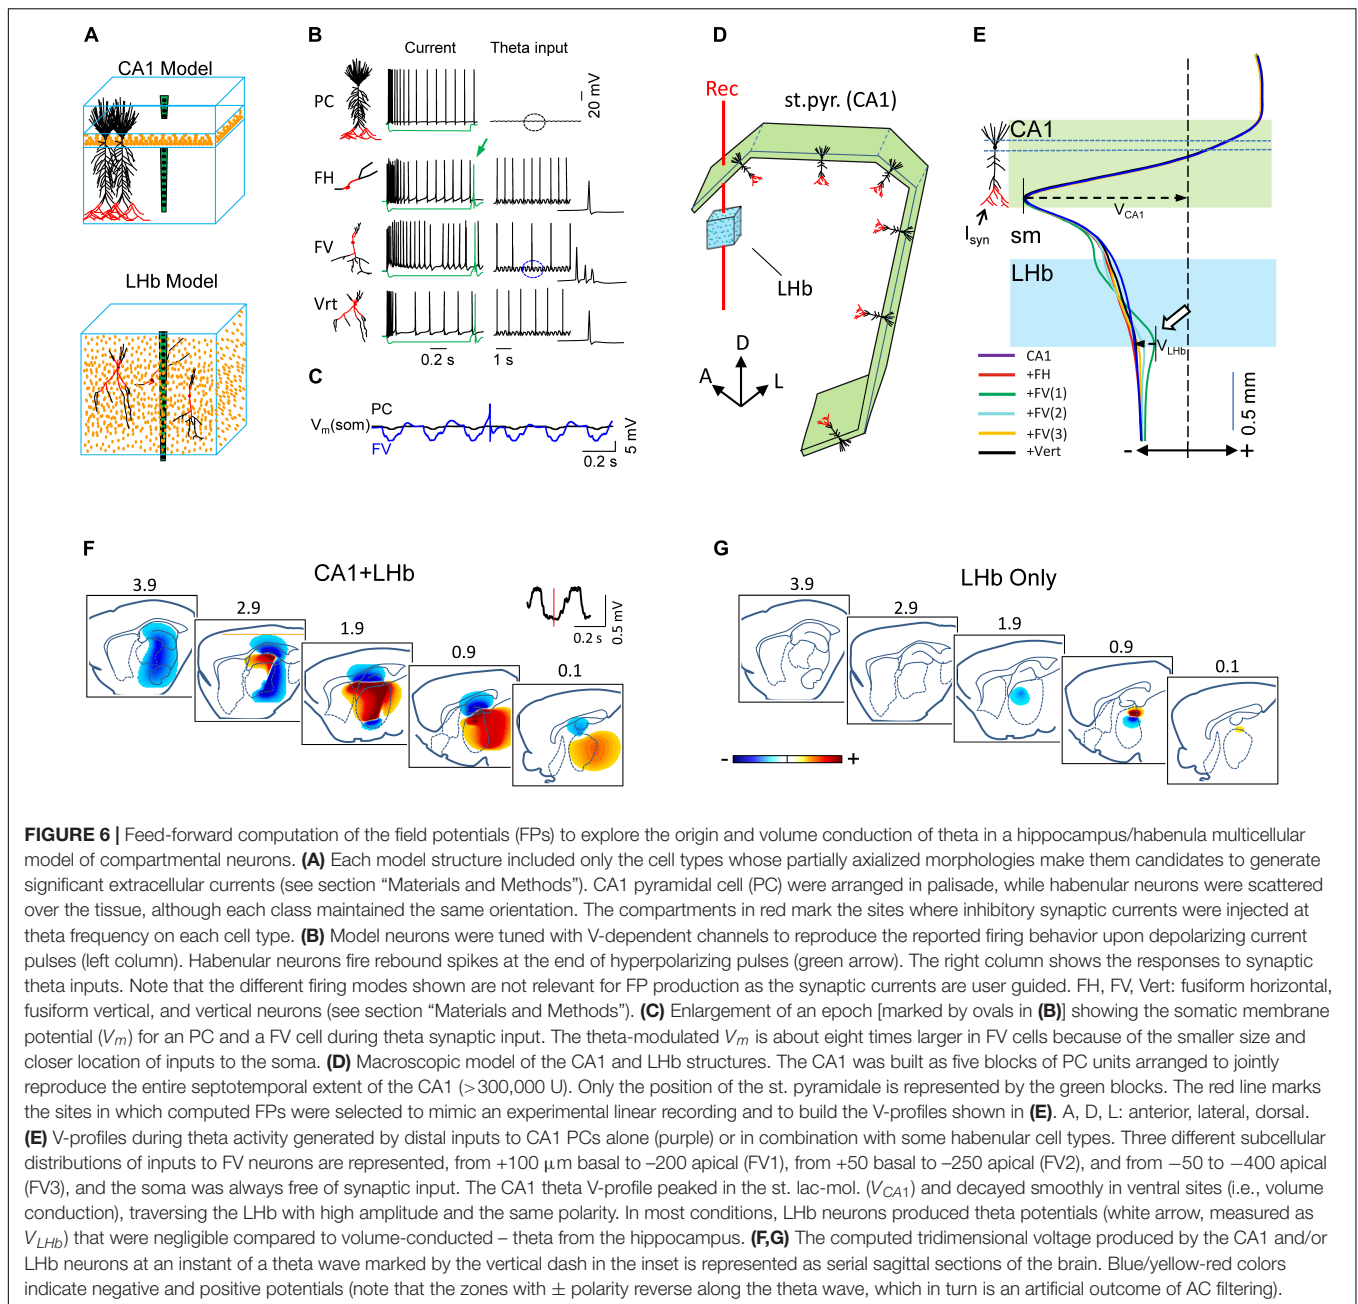 A
CA1 Model
LHb Model
B
Current
Theta input
PC
20 mV
FH
FV
Vrt
0.2 s
1 s
C
PC
Vm(som)
FV
5 mV
0.2 s
D
Rec
st.pyr. (CA1)
LHb
D
A
L
E
CA1
VCA1
Isyn
sm
LHb
VLHb
CA1
+FH
+FV(1)
+FV(2)
+FV(3)
+Vert
0.5 mm
- +
F
CA1+LHb
3.9
2.9
1.9
0.9
0.1
0.2 s
0.5 mV
G
LHb Only
3.9
2.9
1.9
0.9
0.1
- +
FIGURE 6 | Feed-forward computation of the field potentials (FPs) to explore the origin and volume conduction of theta in a hippocampus/habenula multicellular
model of compartmental neurons. (A) Each model structure included only the cell types whose partially axialized morphologies make them candidates to generate
significant extracellular currents (see section “Materials and Methods”). CA1 pyramidal cell (PC) were arranged in palisade, while habenular neurons were scattered
over the tissue, although each class maintained the same orientation. The compartments in red mark the sites where inhibitory synaptic currents were injected at
theta frequency on each cell type. (B) Model neurons were tuned with V-dependent channels to reproduce the reported firing behavior upon depolarizing current
pulses (left column). Habenular neurons fire rebound spikes at the end of hyperpolarizing pulses (green arrow). The right column shows the responses to synaptic
theta inputs. Note that the different firing modes shown are not relevant for FP production as the synaptic currents are user guided. FH, FV, Vert: fusiform horizontal,
fusiform vertical, and vertical neurons (see section “Materials and Methods”). (C) Enlargement of an epoch [marked by ovals in (B)] showing the somatic membrane
potential (Vm) for an PC and a FV cell during theta synaptic input. The theta-modulated Vm is about eight times larger in FV cells because of the smaller size and
closer location of inputs to the soma. (D) Macroscopic model of the CA1 and LHb structures. The CA1 was built as five blocks of PC units arranged to jointly
reproduce the entire septotemporal extent of the CA1 (>300,000 U). Only the position of the st. pyramidale is represented by the green blocks. The red line marks
the sites in which computed FPs were selected to mimic an experimental linear recording and to build the V-profiles shown in (E). A, D, L: anterior, lateral, dorsal.
(E) V-profiles during theta activity generated by distal inputs to CA1 PCs alone (purple) or in combination with some habenular cell types. Three different subcellular
distributions of inputs to FV neurons are represented, from +100 μm basal to –200 apical (FV1), from +50 basal to –250 apical (FV2), and from −50 to −400 apical
(FV3), and the soma was always free of synaptic input. The CA1 theta V-profile peaked in the st. lac-mol. (VCA1) and decayed smoothly in ventral sites (i.e., volume
conduction), traversing the LHb with high amplitude and the same polarity. In most conditions, LHb neurons produced theta potentials (white arrow, measured as
VLHb) that were negligible compared to volume-conducted – theta from the hippocampus. (F,G) The computed tridimensional voltage produced by the CA1 and/or
LHb neurons at an instant of a theta wave marked by the vertical dash in the inset is represented as serial sagittal sections of the brain. Blue/yellow-red colors
indicate negative and positive potentials (note that the zones with ± polarity reverse along the theta wave, which in turn is an artificial outcome of AC filtering).